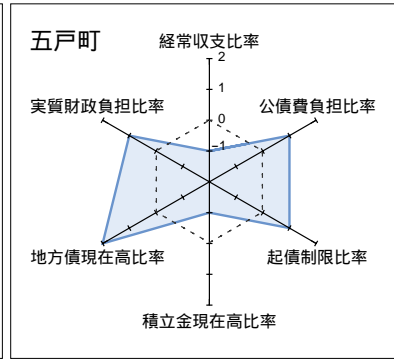 五戸町
経常収支比率
2
1
0
-1
実質財政負担比率
公債費負担比率
地方債現在高比率
起債制限比率
積立金現在高比率